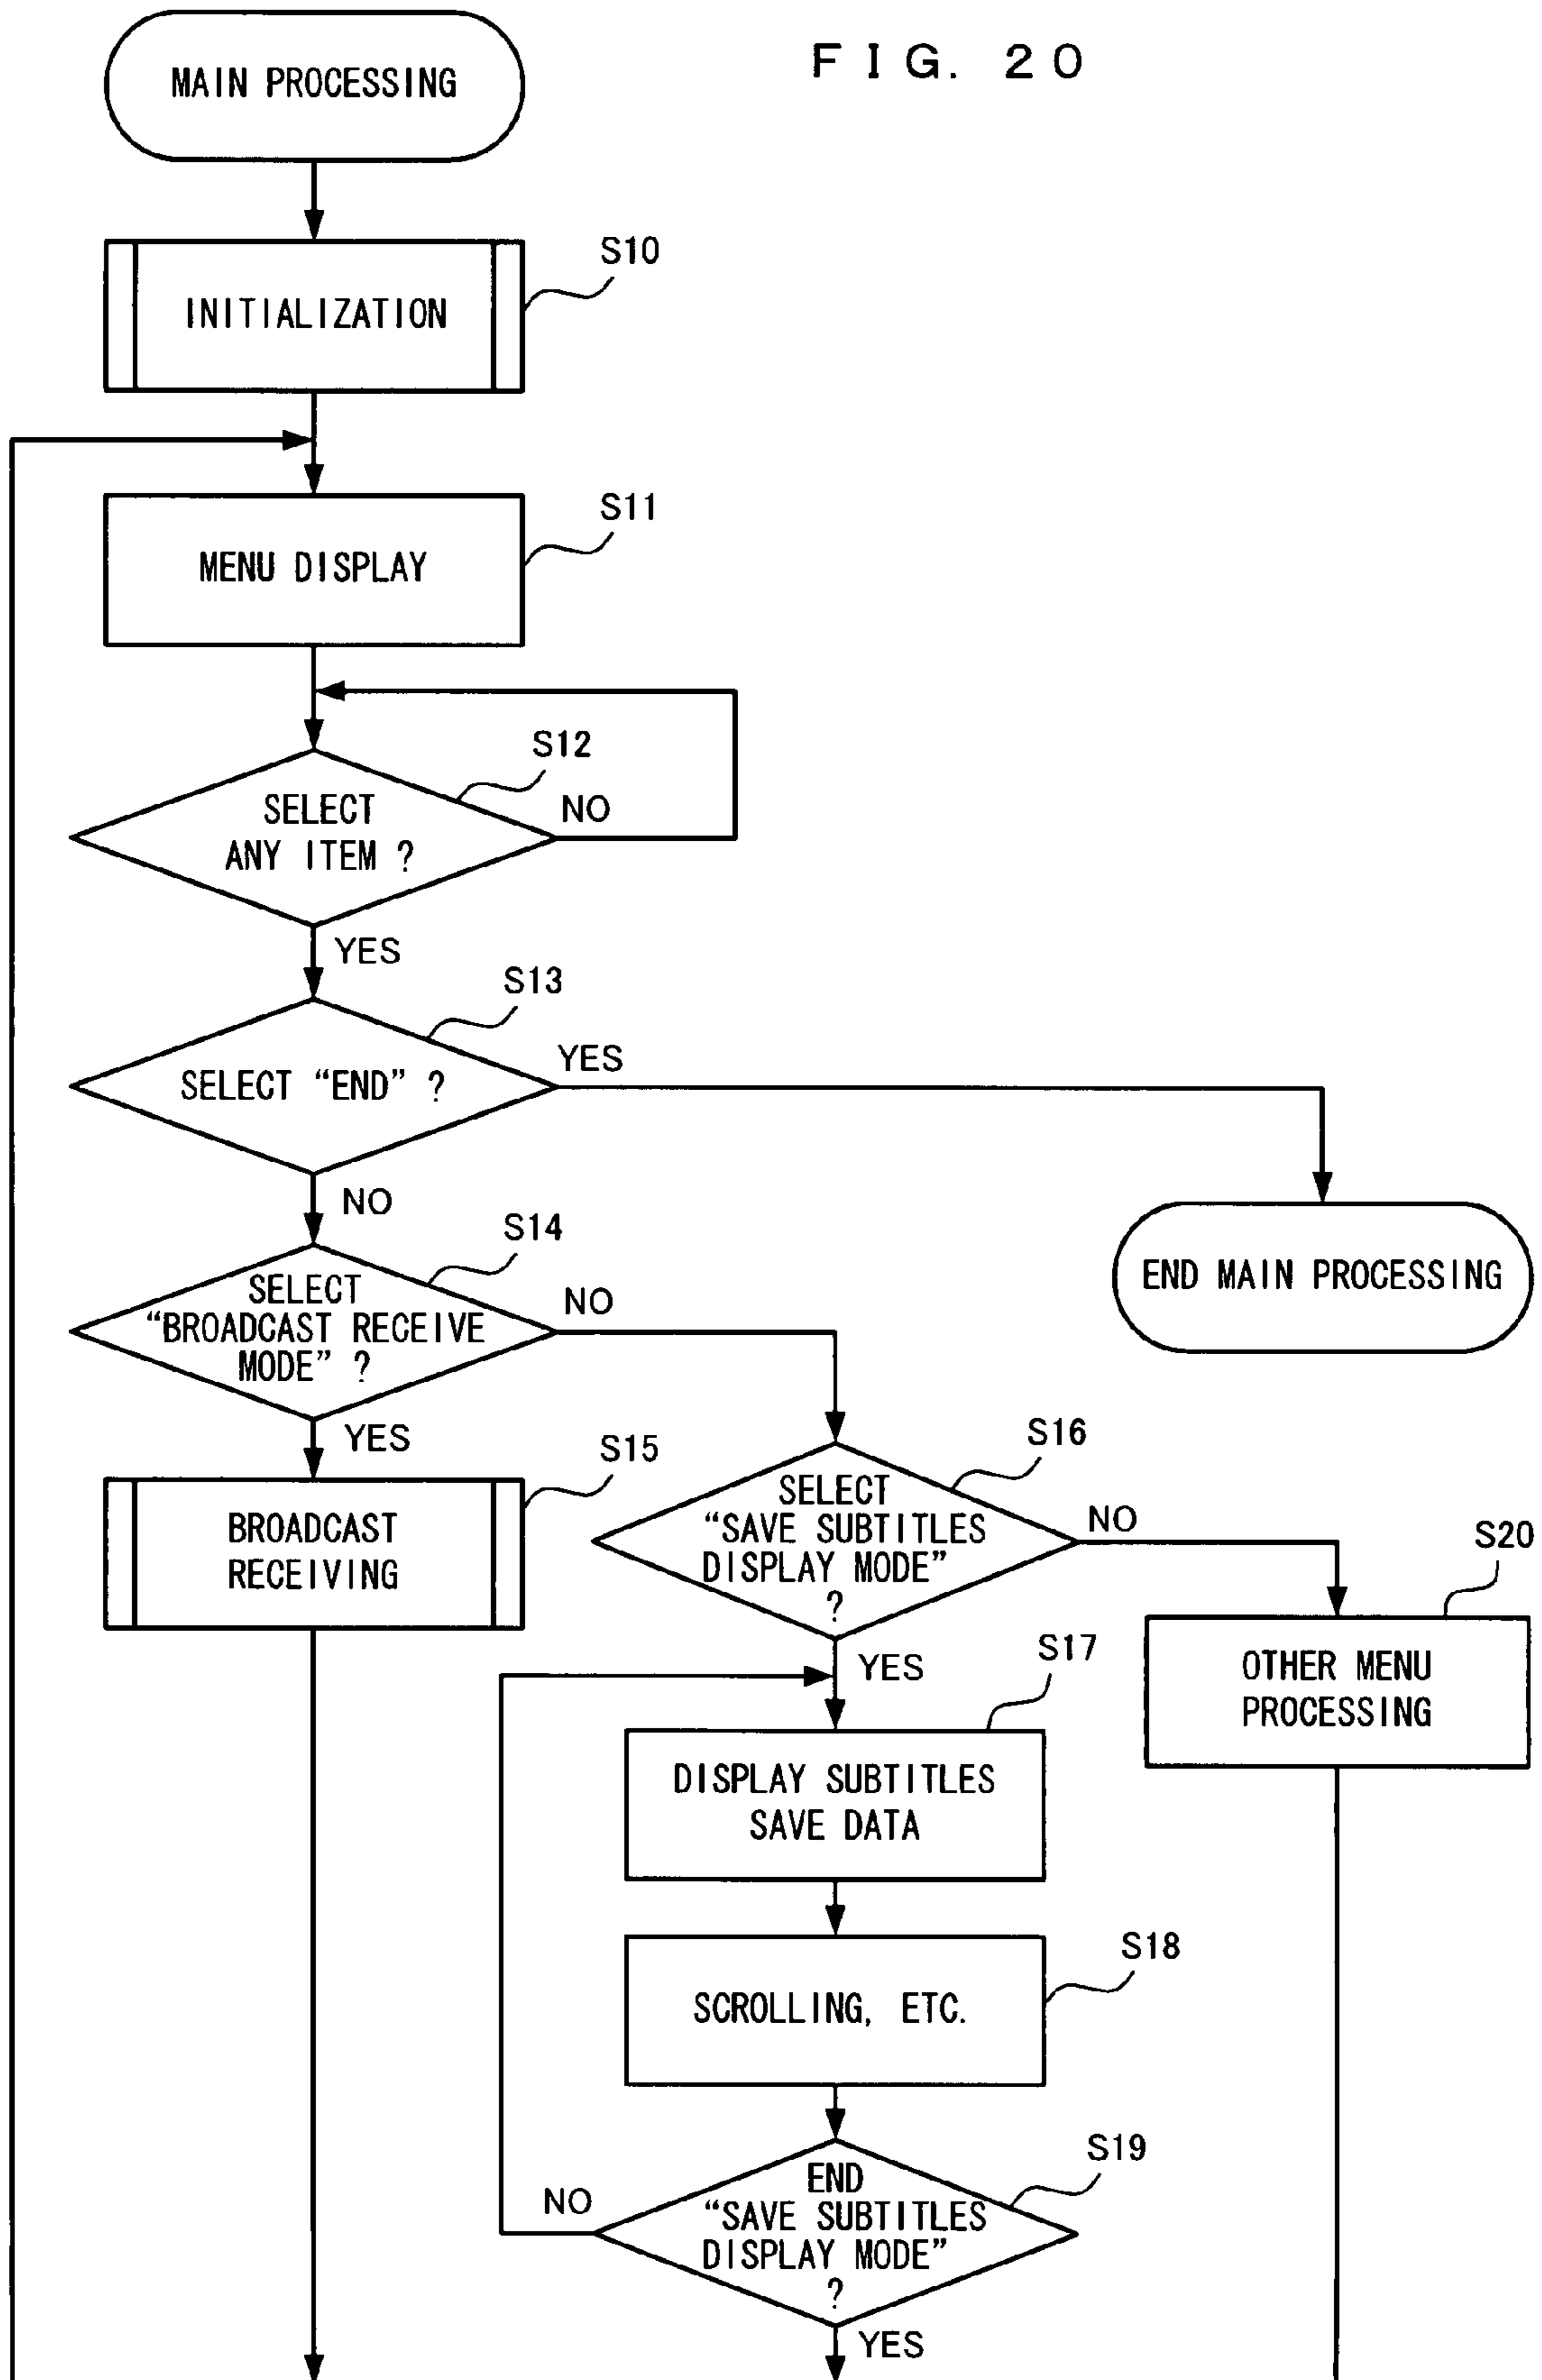 FIG. 20
MAIN PROCESSING
S10
INITIALIZATION
S11
MENU DISPLAY
S12
SELECT
ANY ITEM ?
NO
YES
S13
SELECT “END” ?
YES
NO
END MAIN PROCESSING
S14
SELECT
“BROADCAST RECEIVE
MODE” ?
NO
YES
S15
BROADCAST
RECEIVING
S16
SELECT
“SAVE SUBTITLES
DISPLAY MODE”
?
NO
YES
S20
OTHER MENU
PROCESSING
S17
DISPLAY SUBTITLES
SAVE DATA
S18
SCROLLING, ETC.
S19
END
“SAVE SUBTITLES
DISPLAY MODE”
?
NO
YES